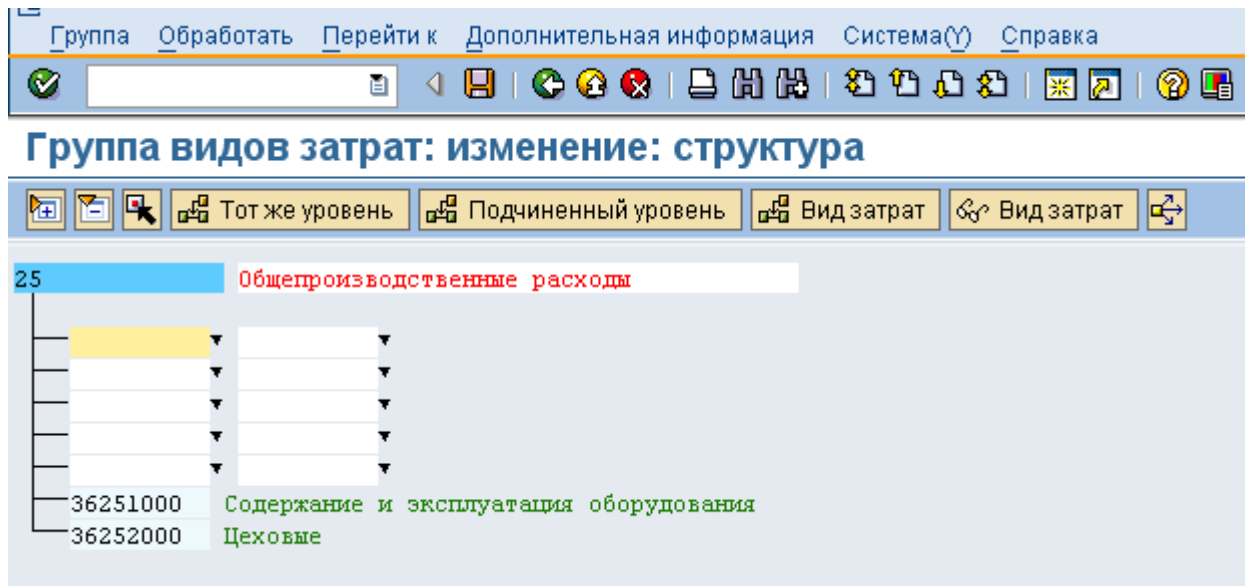 Группа Обработать Перейти к Дополнительная информация Система(Y) Справка
Группа видов затрат: изменение: структура
Тот же уровень Подчиненный уровень Вид затрат Вид затрат
25 Общепроизводственные расходы
36251000 Содержание и эксплуатация оборудования
36252000 Цеховые